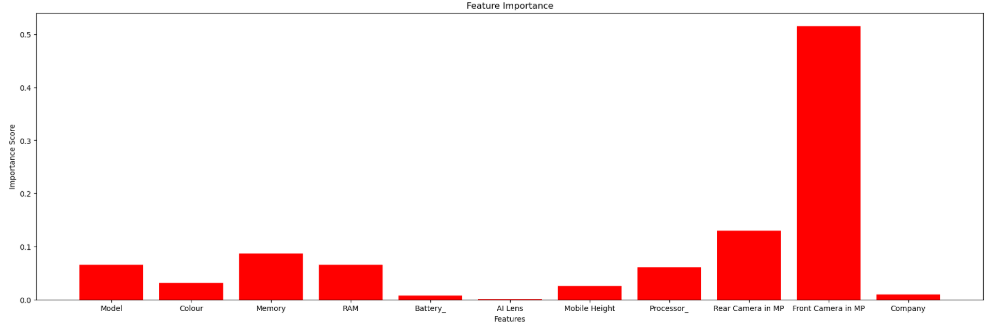 Feature Importance
0.5
0.4
0.3
0.2
0.1
0.0
Importance Score
Model Colour Memory RAM Battery_ AI Lens Mobile Height Processor_ Rear Camera in MP Front Camera in MP Company
Features